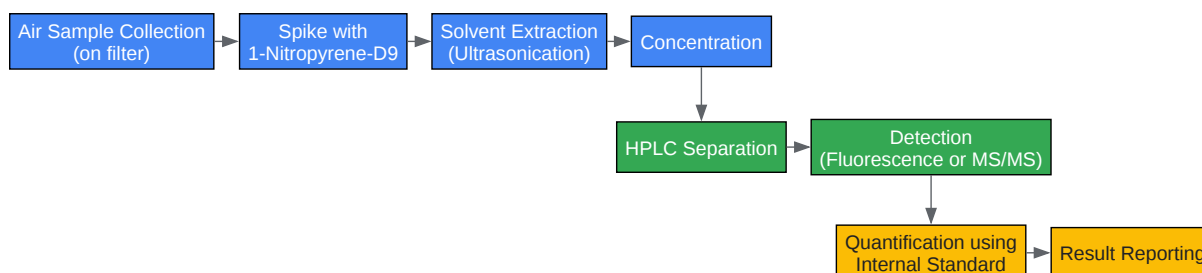 Air Sample Collection
(on filter)
Spike with
1-Nitropyrene-D9
Solvent Extraction
(Ultrasonication)
Concentration
HPLC Separation
Detection
(Fluorescence or MS/MS)
Quantification using
Internal Standard
Result Reporting